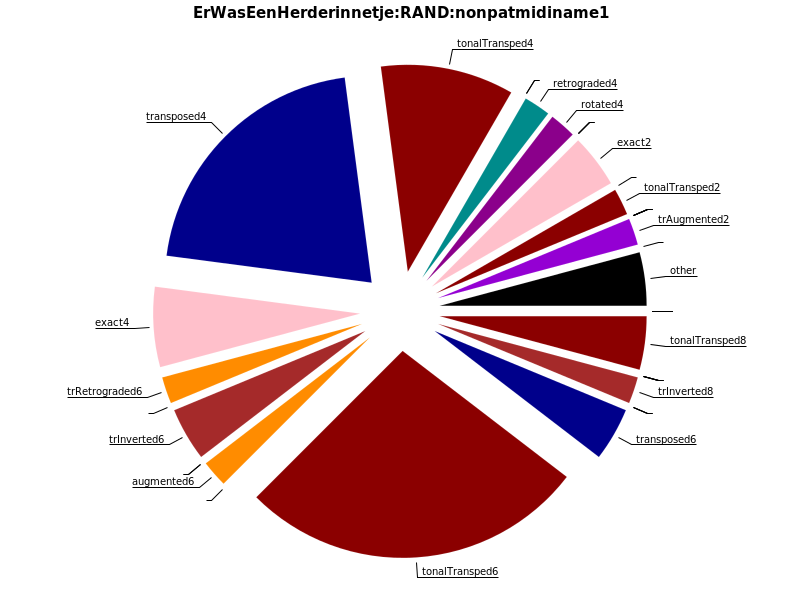 ErWasEenHerderinnetje:RAND:nonpatmidiname1
tonalTransped4
retrograded4
transposed4
rotated4
exact2
tonalTransped2
trAugmented2
other
exact4
tonalTransped8
trRetrograded6
trInverted8
trInverted6
transposed6
augmented6
tonalTransped6